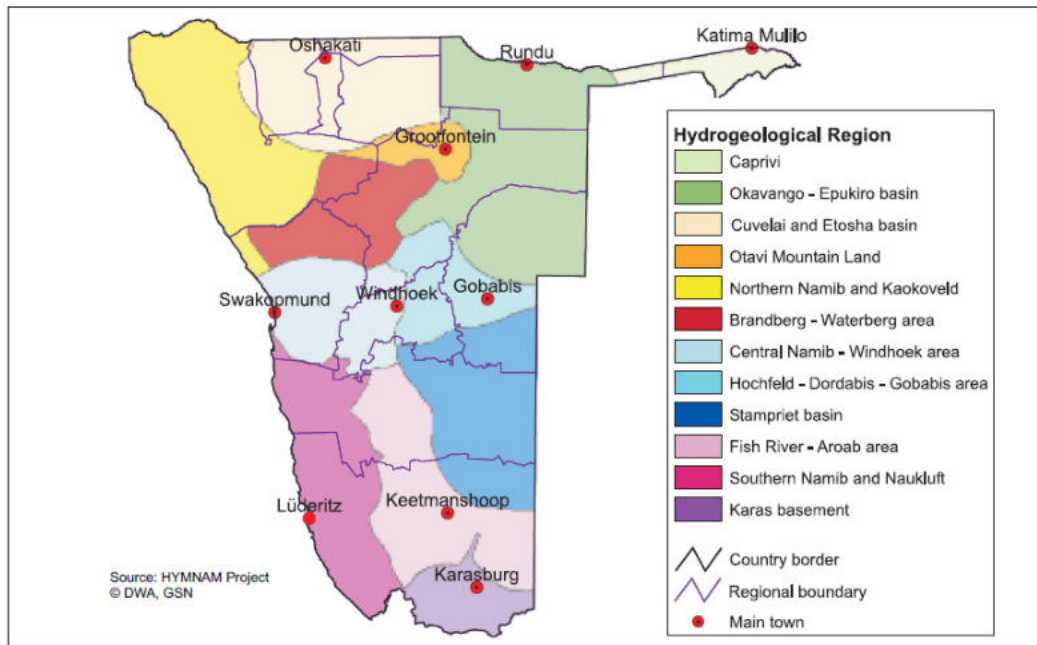 Katima Mulilo
Oshakati
Rundu
Grootfontein
Swakopmund
Windhoek
Gobabis
Lüderitz
Keetmanshoop
Karasburg
Source: HYMNAM Project
© DWA, GSN
Hydrogeological Region
Caprivi
Okavango - Epukiro basin
Cuvelai and Etosha basin
Otavi Mountain Land
Northern Namib and Kaokoveld
Brandberg - Waterberg area
Central Namib - Windhoek area
Hochfeld - Dordabis - Gobabis area
Stampriet basin
Fish River - Aroab area
Southern Namib and Naukluft
Karas basement
Country border
Regional boundary
Main town